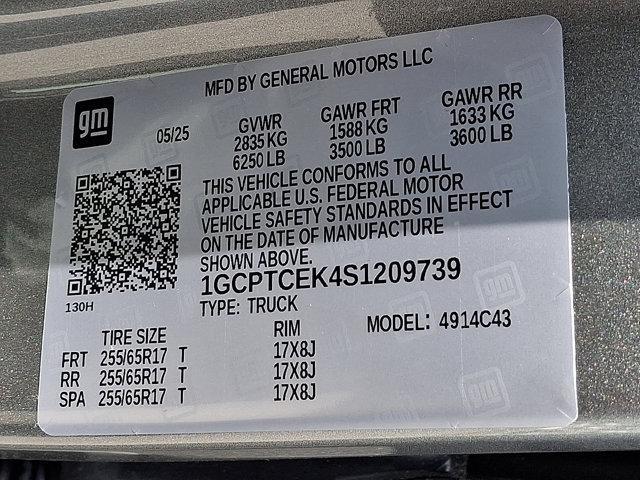 MFD BY GENERAL MOTORS LLC
gm
05/25
GVWR GAWR FRT GAWR RR
2835 KG 1588 KG 1633 KG
6250 LB 3500 LB 3600 LB
THIS VEHICLE CONFORMS TO ALL
APPLICABLE U.S. FEDERAL MOTOR
VEHICLE SAFETY STANDARDS IN EFFECT
ON THE DATE OF MANUFACTURE
SHOWN ABOVE.
1GCPTCEK4S1209739
130H
TYPE: TRUCK
TIRE SIZE RIM MODEL: 4914C43
FRT 255/65R17 T 17X8J
RR 255/65R17 T 17X8J
SPA 255/65R17 T 17X8J
gm